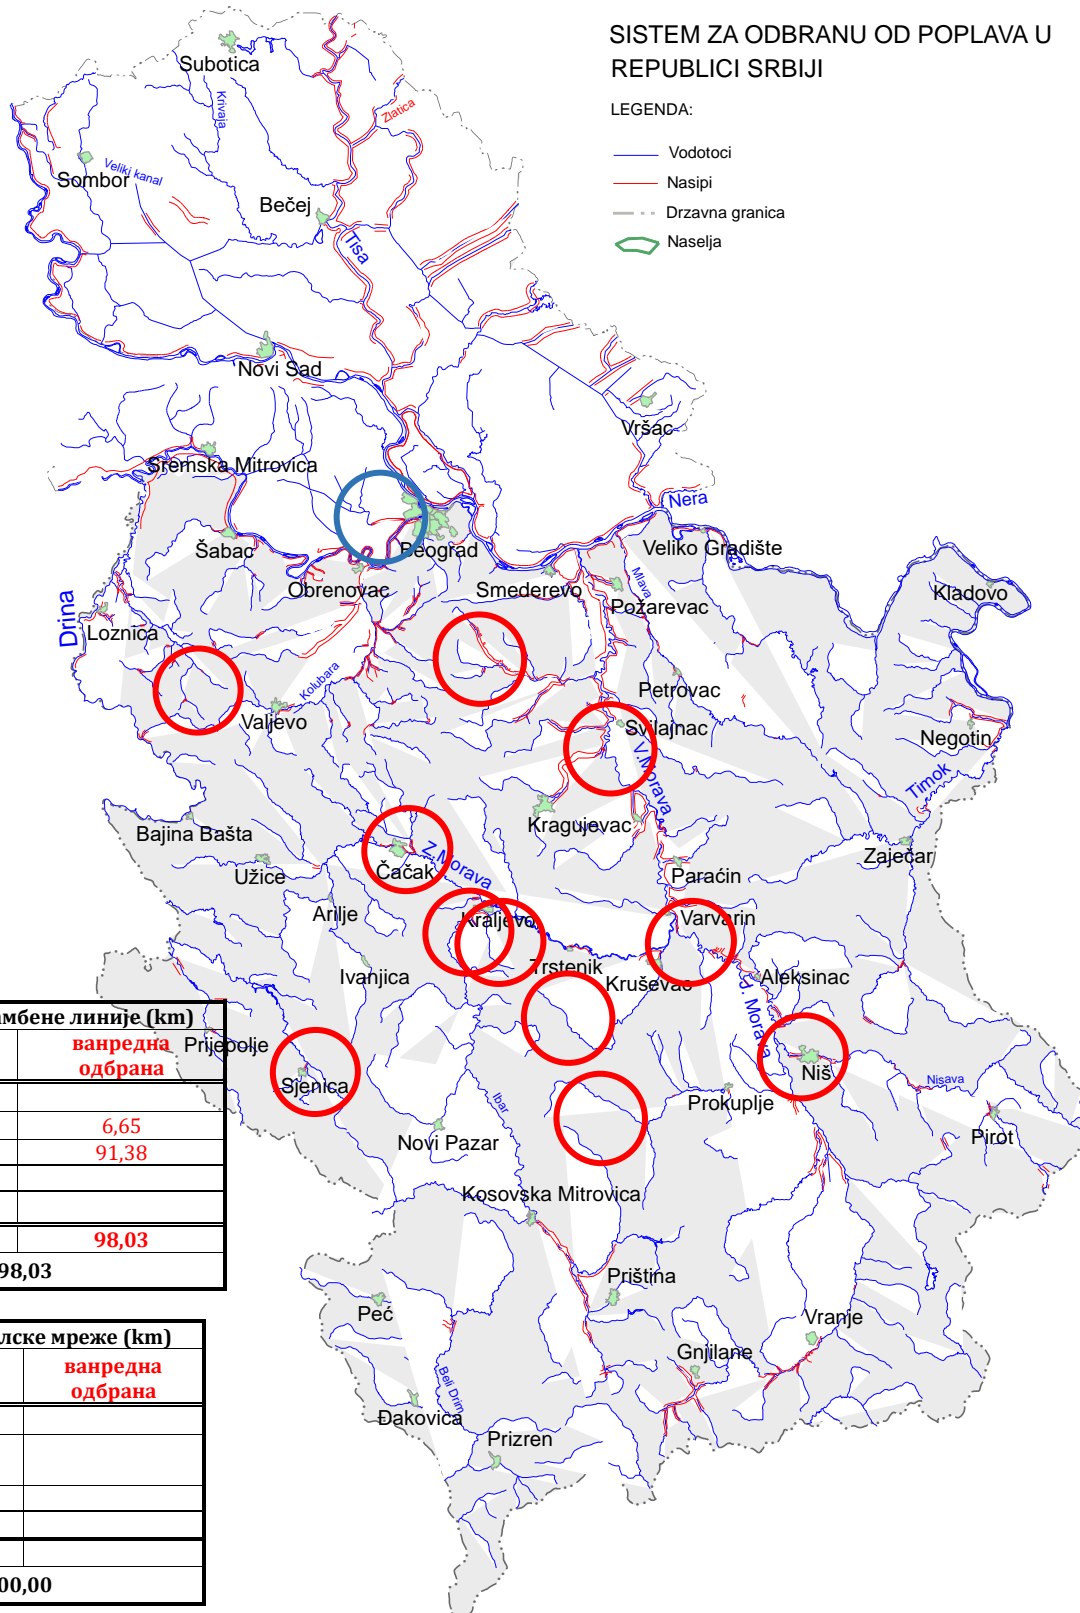 SISTEM ZA ODBRANU OD POPLAVA U
REPUBLICI SRBIJI
LEGENDA:
Vodotoci
Nasipi
Drzavna granica
Naselja
Subotica
Krivaja
Zlatica
Sombor
Veliki kanal
Bečej
Tisa
Novi Sad
Vršac
Sremska Mitrovica
Nera
Šabac
Beograd
Veliko Gradište
Obrenovac
Smederevo
Mlava
Požarevac
Kladovo
Drina
Loznica
Kolubara
Petrovac
Valjevo
Svilajnac
Negotin
V.Morava
Timok
Bajina Bašta
Kragujevac
Zaječar
Užice
Čačak
Z.Morava
Paraćin
Arilje
Kraljevo
Varvarin
Ivanjica
Trstenik
Kruševac
Aleksinac
J. Morava
Prijepolje
Sjenica
Niš
Nisava
Ibar
Prokuplje
Novi Pazar
Pirot
Kosovska Mitrovica
Priština
Peć
Vranje
Gnjilane
Beli Drim
Đakovica
Prizren
мбене линије (km)
ванредна
одбрана
6,65
91,38
98,03
98,03
лске мреже (km)
ванредна
одбрана
00,00